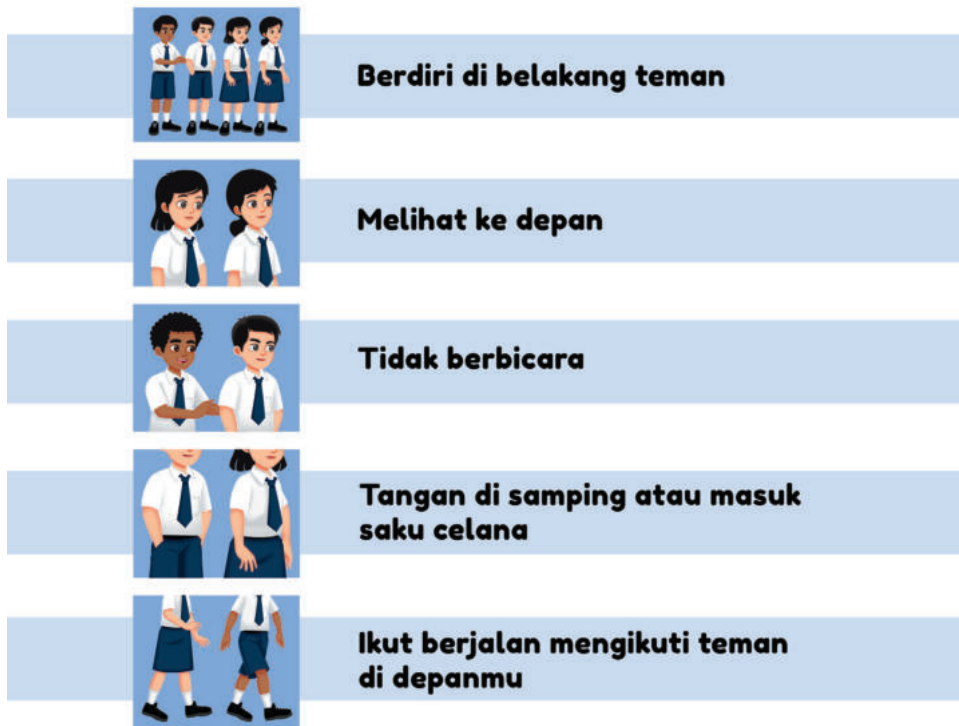 Berdiri di belakang teman
Melihat ke depan
Tidak berbicara
Tangan di samping atau masuk
saku celana
Ikut berjalan mengikuti teman
di depanmu